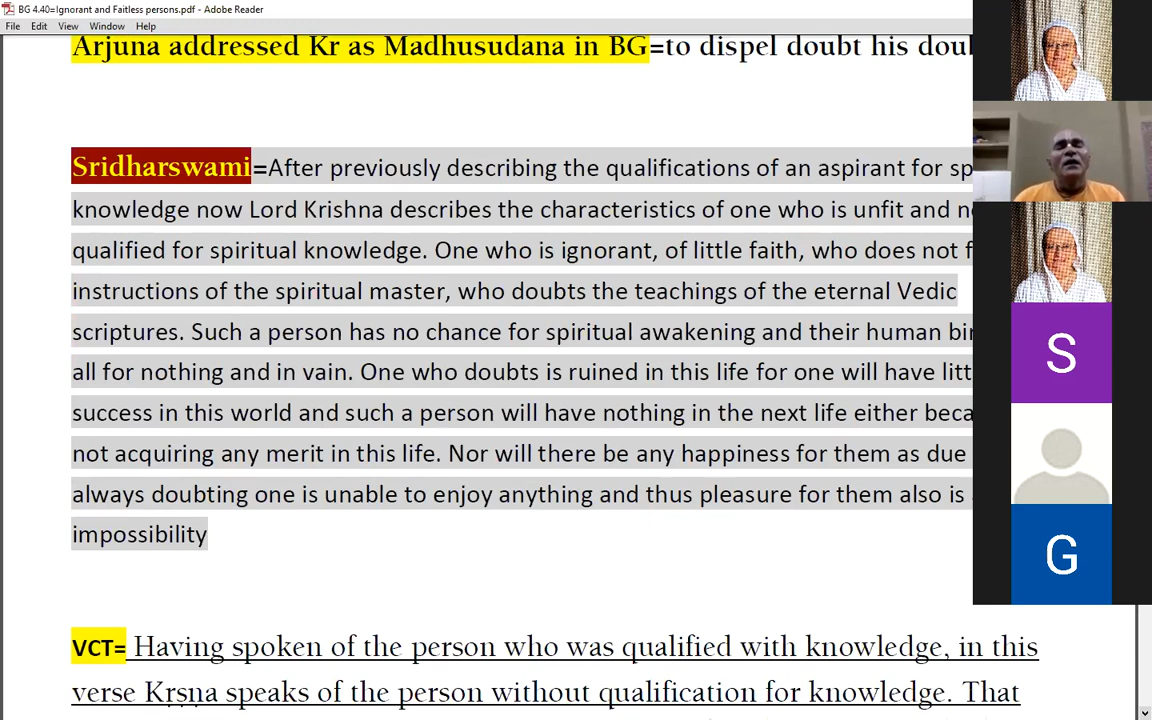 BG 4.40=Ignorant and Faitless persons.pdf - Adobe Reader
File Edit View Window Help
Arjuna addressed Kr as Madhusudana in BG=to dispel doubt his
Sridharswami=After previously describing the qualifications of an aspirant for
knowledge now Lord Krishna describes the characteristics of one who is unfit and
qualified for spiritual knowledge. One who is ignorant, of little faith, who does not
instructions of the spiritual master, who doubts the teachings of the eternal Vedic
scriptures. Such a person has no chance for spiritual awakening and their human
all for nothing and in vain. One who doubts is ruined in this life for one will have
success in this world and such a person will have nothing in the next life either
not acquiring any merit in this life. Nor will there be any happiness for them as due
always doubting one is unable to enjoy anything and thus pleasure for them also is
impossibility
VCT= Having spoken of the person who was qualified with knowledge, in this
verse Kṛṣṇa speaks of the person without qualification for knowledge. That
S
G